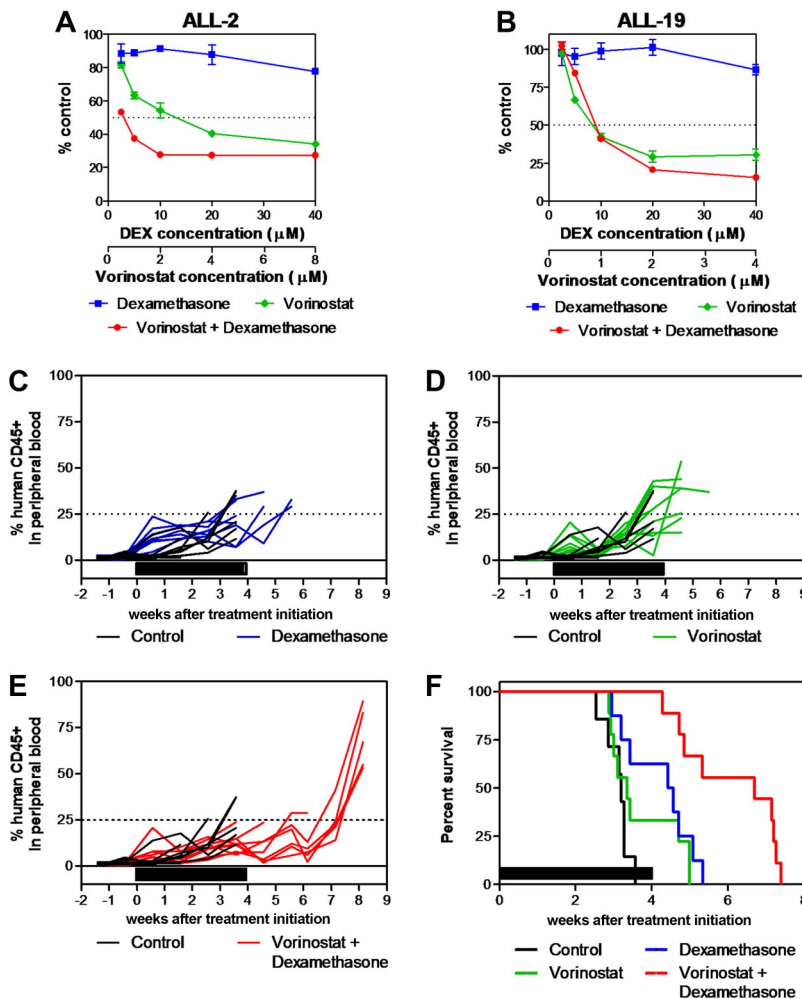 A
ALL-2
% control
100
80
60
40
20
0
0 10 20 30 40
DEX concentration (μM)
0 2 4 6 8
Vorinostat concentration (μM)
Dexamethasone Vorinostat
Vorinostat + Dexamethasone
B
ALL-19
% control
100
75
50
25
0
0 10 20 30 40
DEX concentration (μM)
0 1 2 3 4
Vorinostat concentration (μM)
Dexamethasone Vorinostat
Vorinostat + Dexamethasone
C
% human CD45+
In peripheral blood
100
75
50
25
0
-2 -1 0 1 2 3 4 5 6 7 8 9
weeks after treatment initiation
Control Dexamethasone
D
% human CD45+
In peripheral blood
100
75
50
25
0
-2 -1 0 1 2 3 4 5 6 7 8 9
weeks after treatment initiation
Control Vorinostat
E
% human CD45+
In peripheral blood
100
75
50
25
0
-2 -1 0 1 2 3 4 5 6 7 8 9
weeks after treatment initiation
Control Vorinostat +
Dexamethasone
F
Percent survival
100
75
50
25
0
0 2 4 6 8
weeks after treatment initiation
Control Dexamethasone
Vorinostat Vorinostat +
Dexamethasone